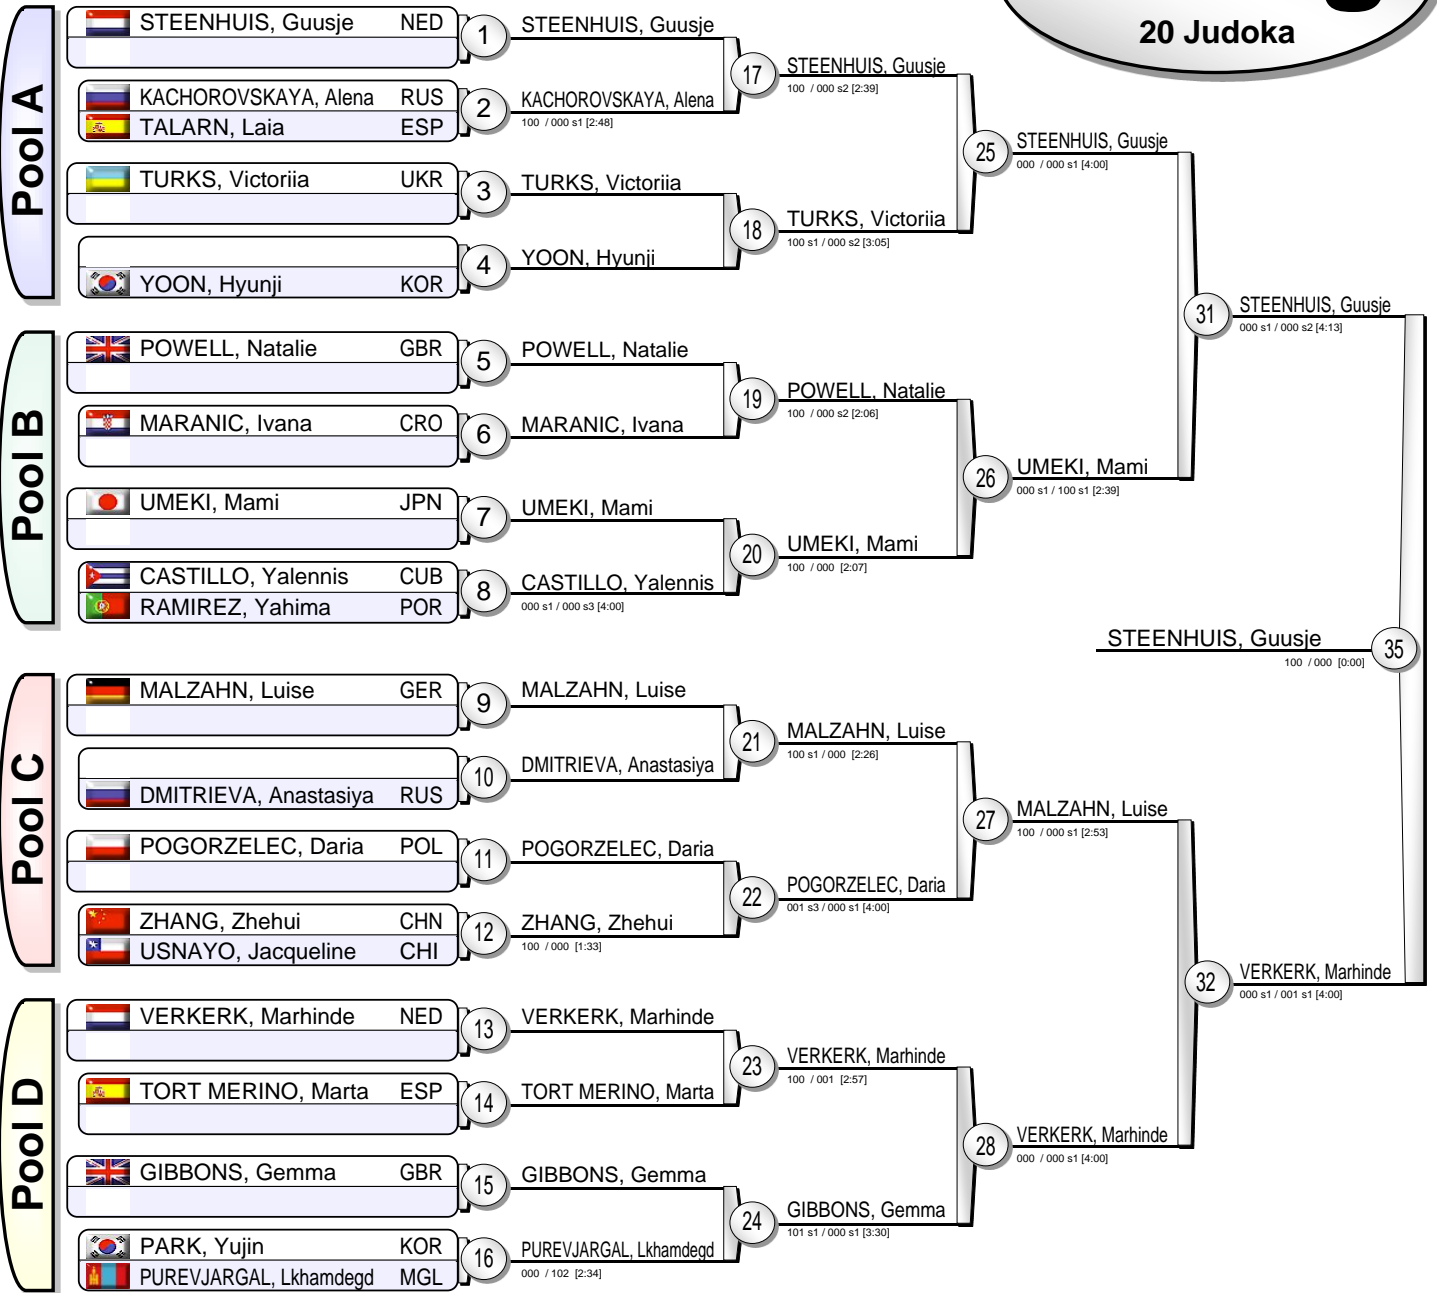 20 Judoka
Pool A
STEENHUIS, Guusje NED
1
STEENHUIS, Guusje
KACHOROVSKAYA, Alena RUS
TALARN, Laia ESP
2
KACHOROVSKAYA, Alena
100 / 000 s1 [2:48]
17
STEENHUIS, Guusje
100 / 000 s2 [2:39]
TURKS, Victoriia UKR
3
TURKS, Victoriia
YOON, Hyunji KOR
4
YOON, Hyunji
18
TURKS, Victoriia
100 s1 / 000 s2 [3:05]
25
STEENHUIS, Guusje
000 / 000 s1 [4:00]
Pool B
POWELL, Natalie GBR
5
POWELL, Natalie
MARANIC, Ivana CRO
6
MARANIC, Ivana
19
POWELL, Natalie
100 / 000 s2 [2:06]
UMEKI, Mami JPN
7
UMEKI, Mami
CASTILLO, Yalennis CUB
RAMIREZ, Yahima POR
8
CASTILLO, Yalennis
000 s1 / 000 s3 [4:00]
20
UMEKI, Mami
100 / 000 [2:07]
26
UMEKI, Mami
000 s1 / 100 s1 [2:39]
31
STEENHUIS, Guusje
000 s1 / 000 s2 [4:13]
STEENHUIS, Guusje
100 / 000 [0:00]
35
Pool C
MALZAHN, Luise GER
9
MALZAHN, Luise
DMITRIEVA, Anastasiya RUS
10
DMITRIEVA, Anastasiya
21
MALZAHN, Luise
100 s1 / 000 [2:26]
POGORZELEC, Daria POL
11
POGORZELEC, Daria
ZHANG, Zhehui CHN
USNAYO, Jacqueline CHI
12
ZHANG, Zhehui
100 / 000 [1:33]
22
POGORZELEC, Daria
001 s3 / 000 s1 [4:00]
27
MALZAHN, Luise
100 / 000 s1 [2:53]
Pool D
VERKERK, Marhinde NED
13
VERKERK, Marhinde
TORT MERINO, Marta ESP
14
TORT MERINO, Marta
23
VERKERK, Marhinde
100 / 001 [2:57]
GIBBONS, Gemma GBR
15
GIBBONS, Gemma
PARK, Yujin KOR
PUREVJARGAL, Lkhamdegd MGL
16
PUREVJARGAL, Lkhamdegd
000 / 102 [2:34]
24
GIBBONS, Gemma
101 s1 / 000 s1 [3:30]
28
VERKERK, Marhinde
000 / 000 s1 [4:00]
32
VERKERK, Marhinde
000 s1 / 001 s1 [4:00]